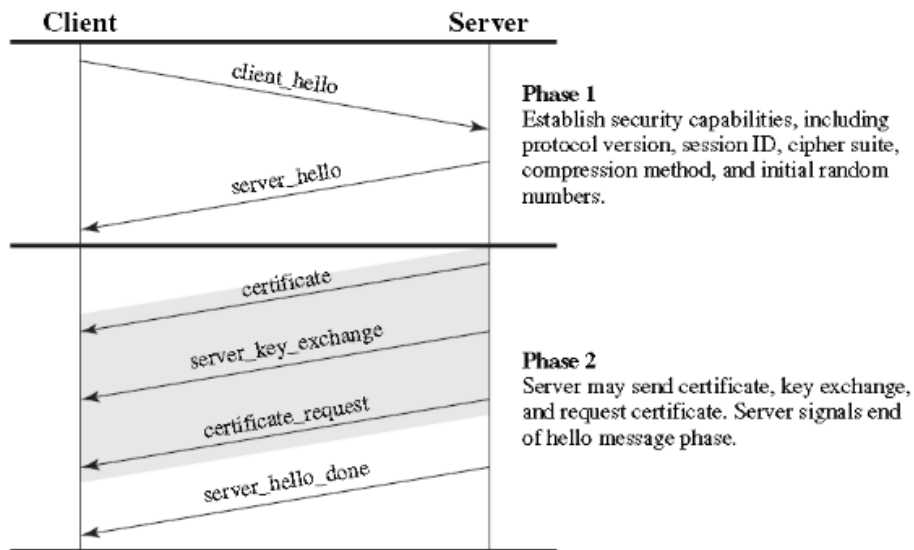 Client
Server
client_hello
Phase 1
Establish security capabilities, including
protocol version, session ID, cipher suite,
compression method, and initial random
numbers.
server_hello
certificate
server_key_exchange
certificate_request
server_hello_done
Phase 2
Server may send certificate, key exchange,
and request certificate. Server signals end
of hello message phase.